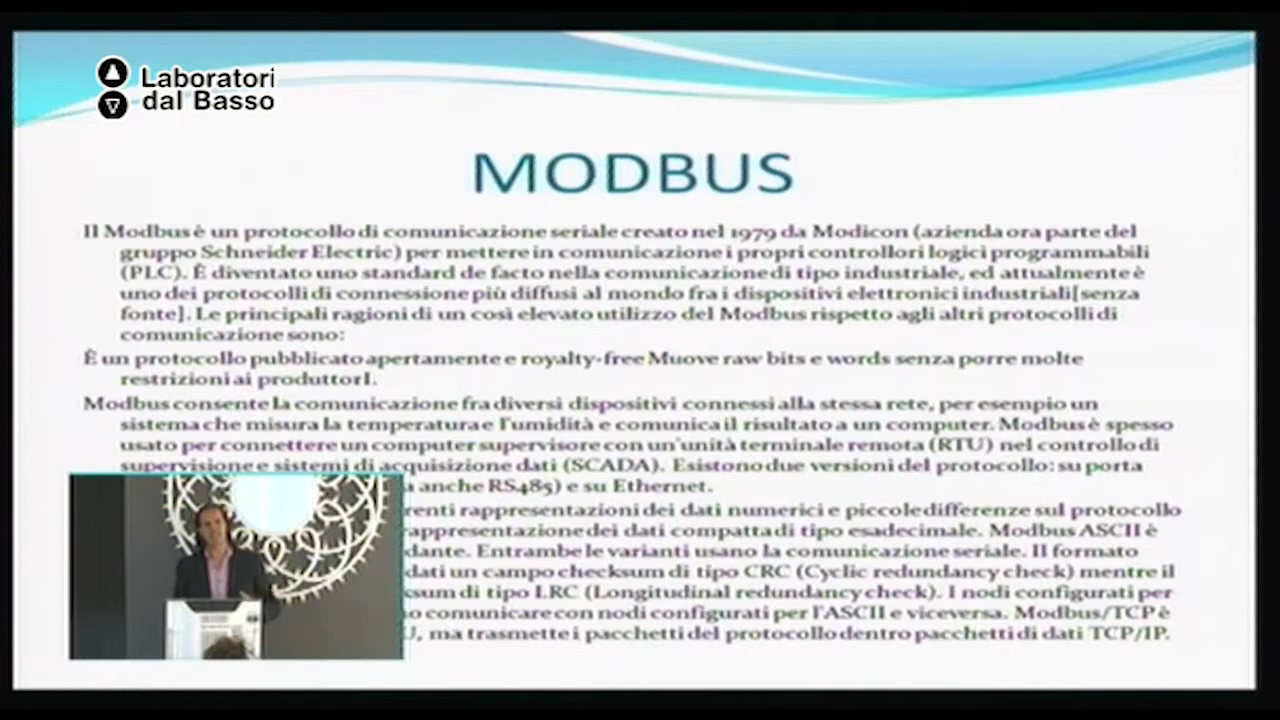 Laboratori
dal Basso
MODBUS
Il Modbus è un protocollo di comunicazione seriale creato nel 1979 da Modicon (azienda ora parte del
gruppo Schneider Electric) per mettere in comunicazione i propri controllori logici programmabili
(PLC). È diventato uno standard de facto nella comunicazione di tipo industriale, ed attualmente è
uno dei protocolli di connessione più diffusi al mondo fra i dispositivi elettronici industriali[senza
fonte]. Le principali ragioni di un così elevato utilizzo del Modbus rispetto agli altri protocolli di
comunicazione sono:
È un protocollo pubblicato apertamente e royalty-free Muove raw bits e words senza porre molte
restrizioni ai produttorI.
Modbus consente la comunicazione fra diversi dispositivi connessi alla stessa rete, per esempio un
sistema che misura la temperatura e l'umidità e comunica il risultato a un computer. Modbus è spesso
usato per connettere un computer supervisore con un'unità terminale remota (RTU) nel controllo di
supervisione e sistemi di acquisizione dati (SCADA). Esistono due versioni del protocollo: su porta
a anche RS485) e su Ethernet.
renti rappresentazioni dei dati numerici e piccole differenze sul protocollo
rappresentazione dei dati compatta di tipo esadecimale. Modbus ASCII è
dante. Entrambe le varianti usano la comunicazione seriale. Il formato
dati un campo checksum di tipo CRC (Cyclic redundancy check) mentre il
ksum di tipo LRC (Longitudinal redundancy check). I nodi configurati per
no comunicare con nodi configurati per l'ASCII e viceversa. Modbus/TCP è
U, ma trasmette i pacchetti del protocollo dentro pacchetti di dati TCP/IP.